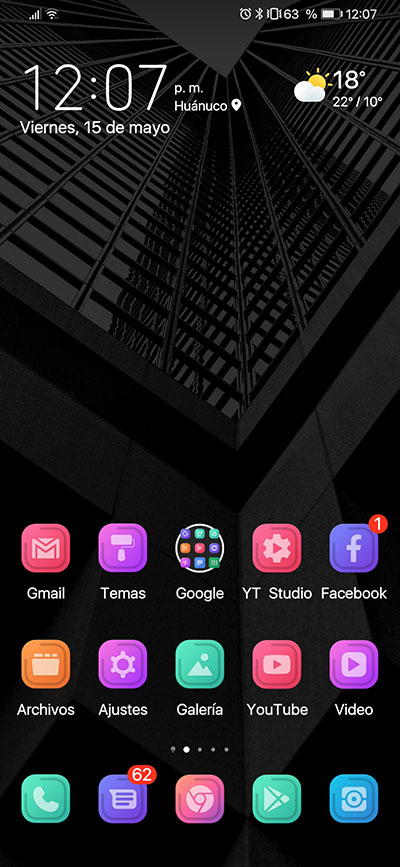 63 % 12:07
12:07 p. m.
Huánuco
Viernes, 15 de mayo
18°
22° / 10°
1
Gmail Temas Google YT Studio Facebook
Archivos Ajustes Galería YouTube Video
62